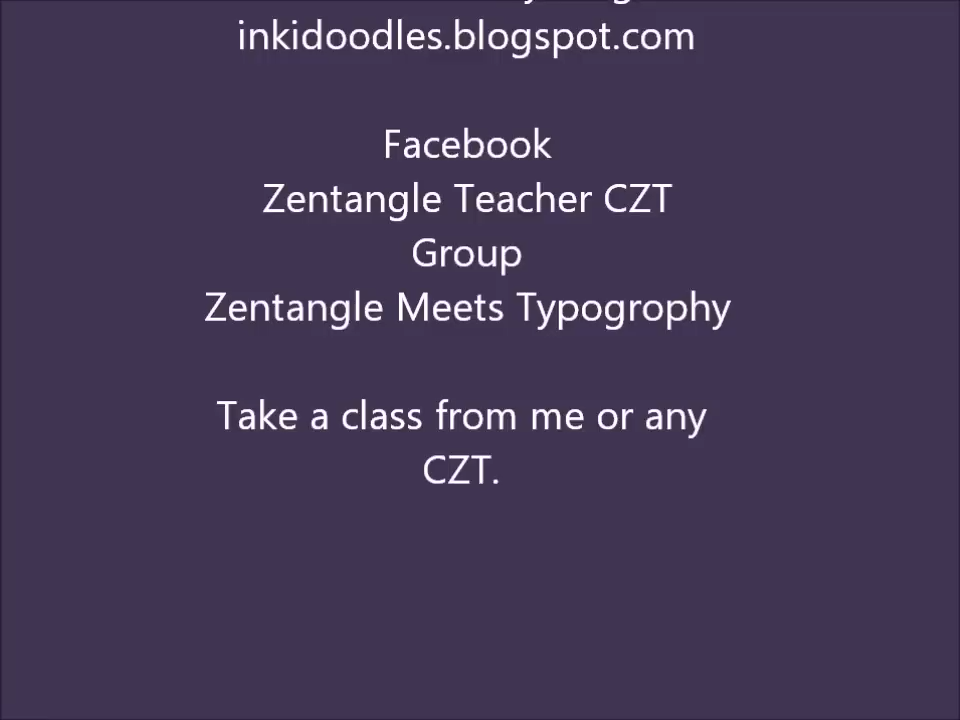 inkidoodles.blogspot.com
Facebook
Zentangle Teacher CZT
Group
Zentangle Meets Typogrophy
Take a class from me or any
CZT.